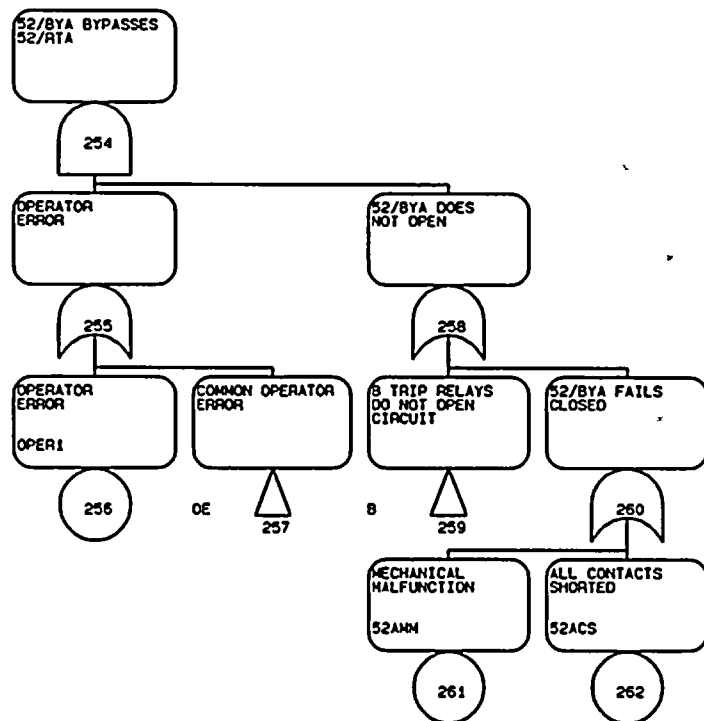 52/BYA BYPASSES
52/RTA
254
OPERATOR
ERROR
52/BYA DOES
NOT OPEN
255
258
OPERATOR
ERROR
OPER1
COMMON OPERATOR
ERROR
B TRIP RELAYS
DO NOT OPEN
CIRCUIT
52/BYA FAILS
CLOSED
256
OE
257
B
259
260
MECHANICAL
MALFUNCTION
52AMM
ALL CONTACTS
SHORTED
52ACS
261
262